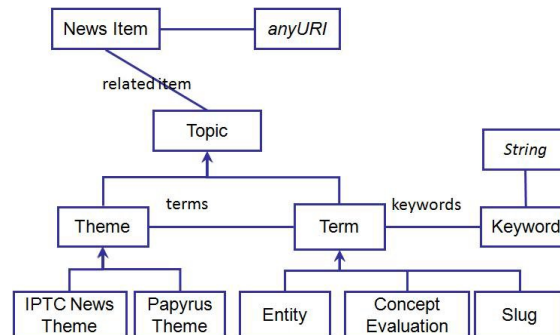 News Item
anyURI
related item
Topic
String
terms
keywords
Theme
Term
Keyword
IPTC News
Theme
Papyrus
Theme
Entity
Concept
Evaluation
Slug